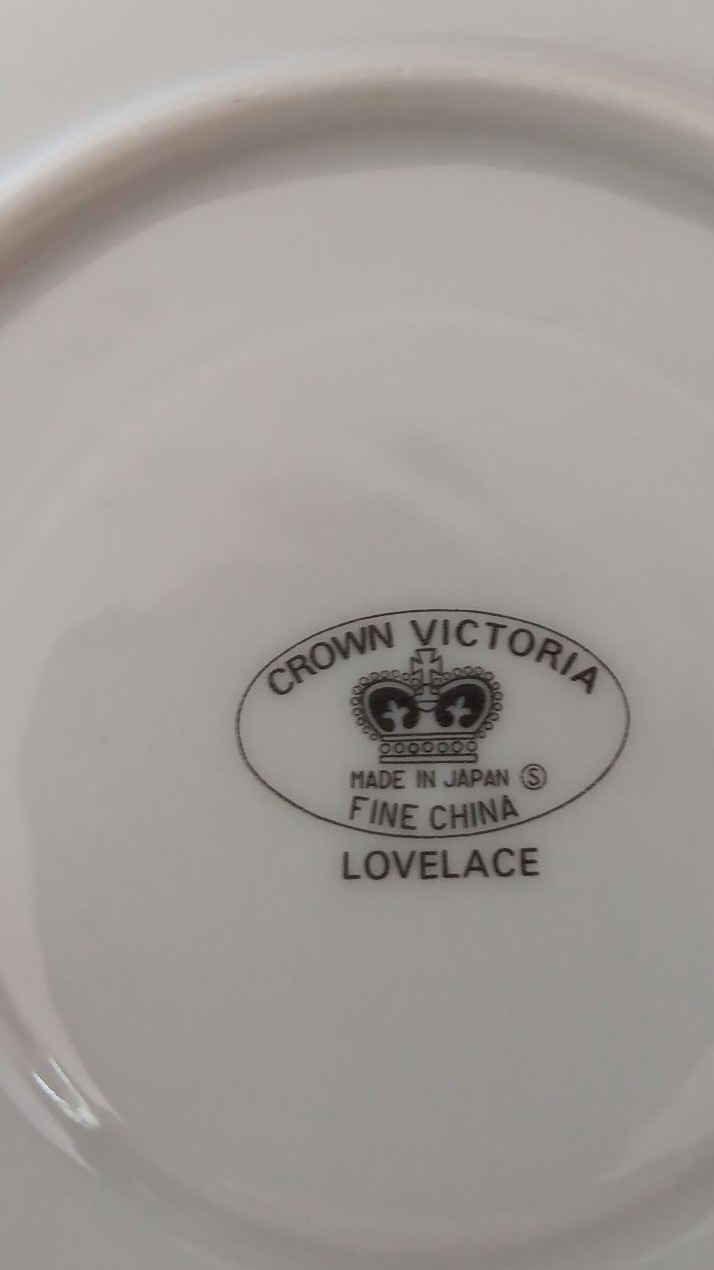 CROWN VICTORIA
MADE IN JAPAN Ⓢ
FINE CHINA
LOVELACE